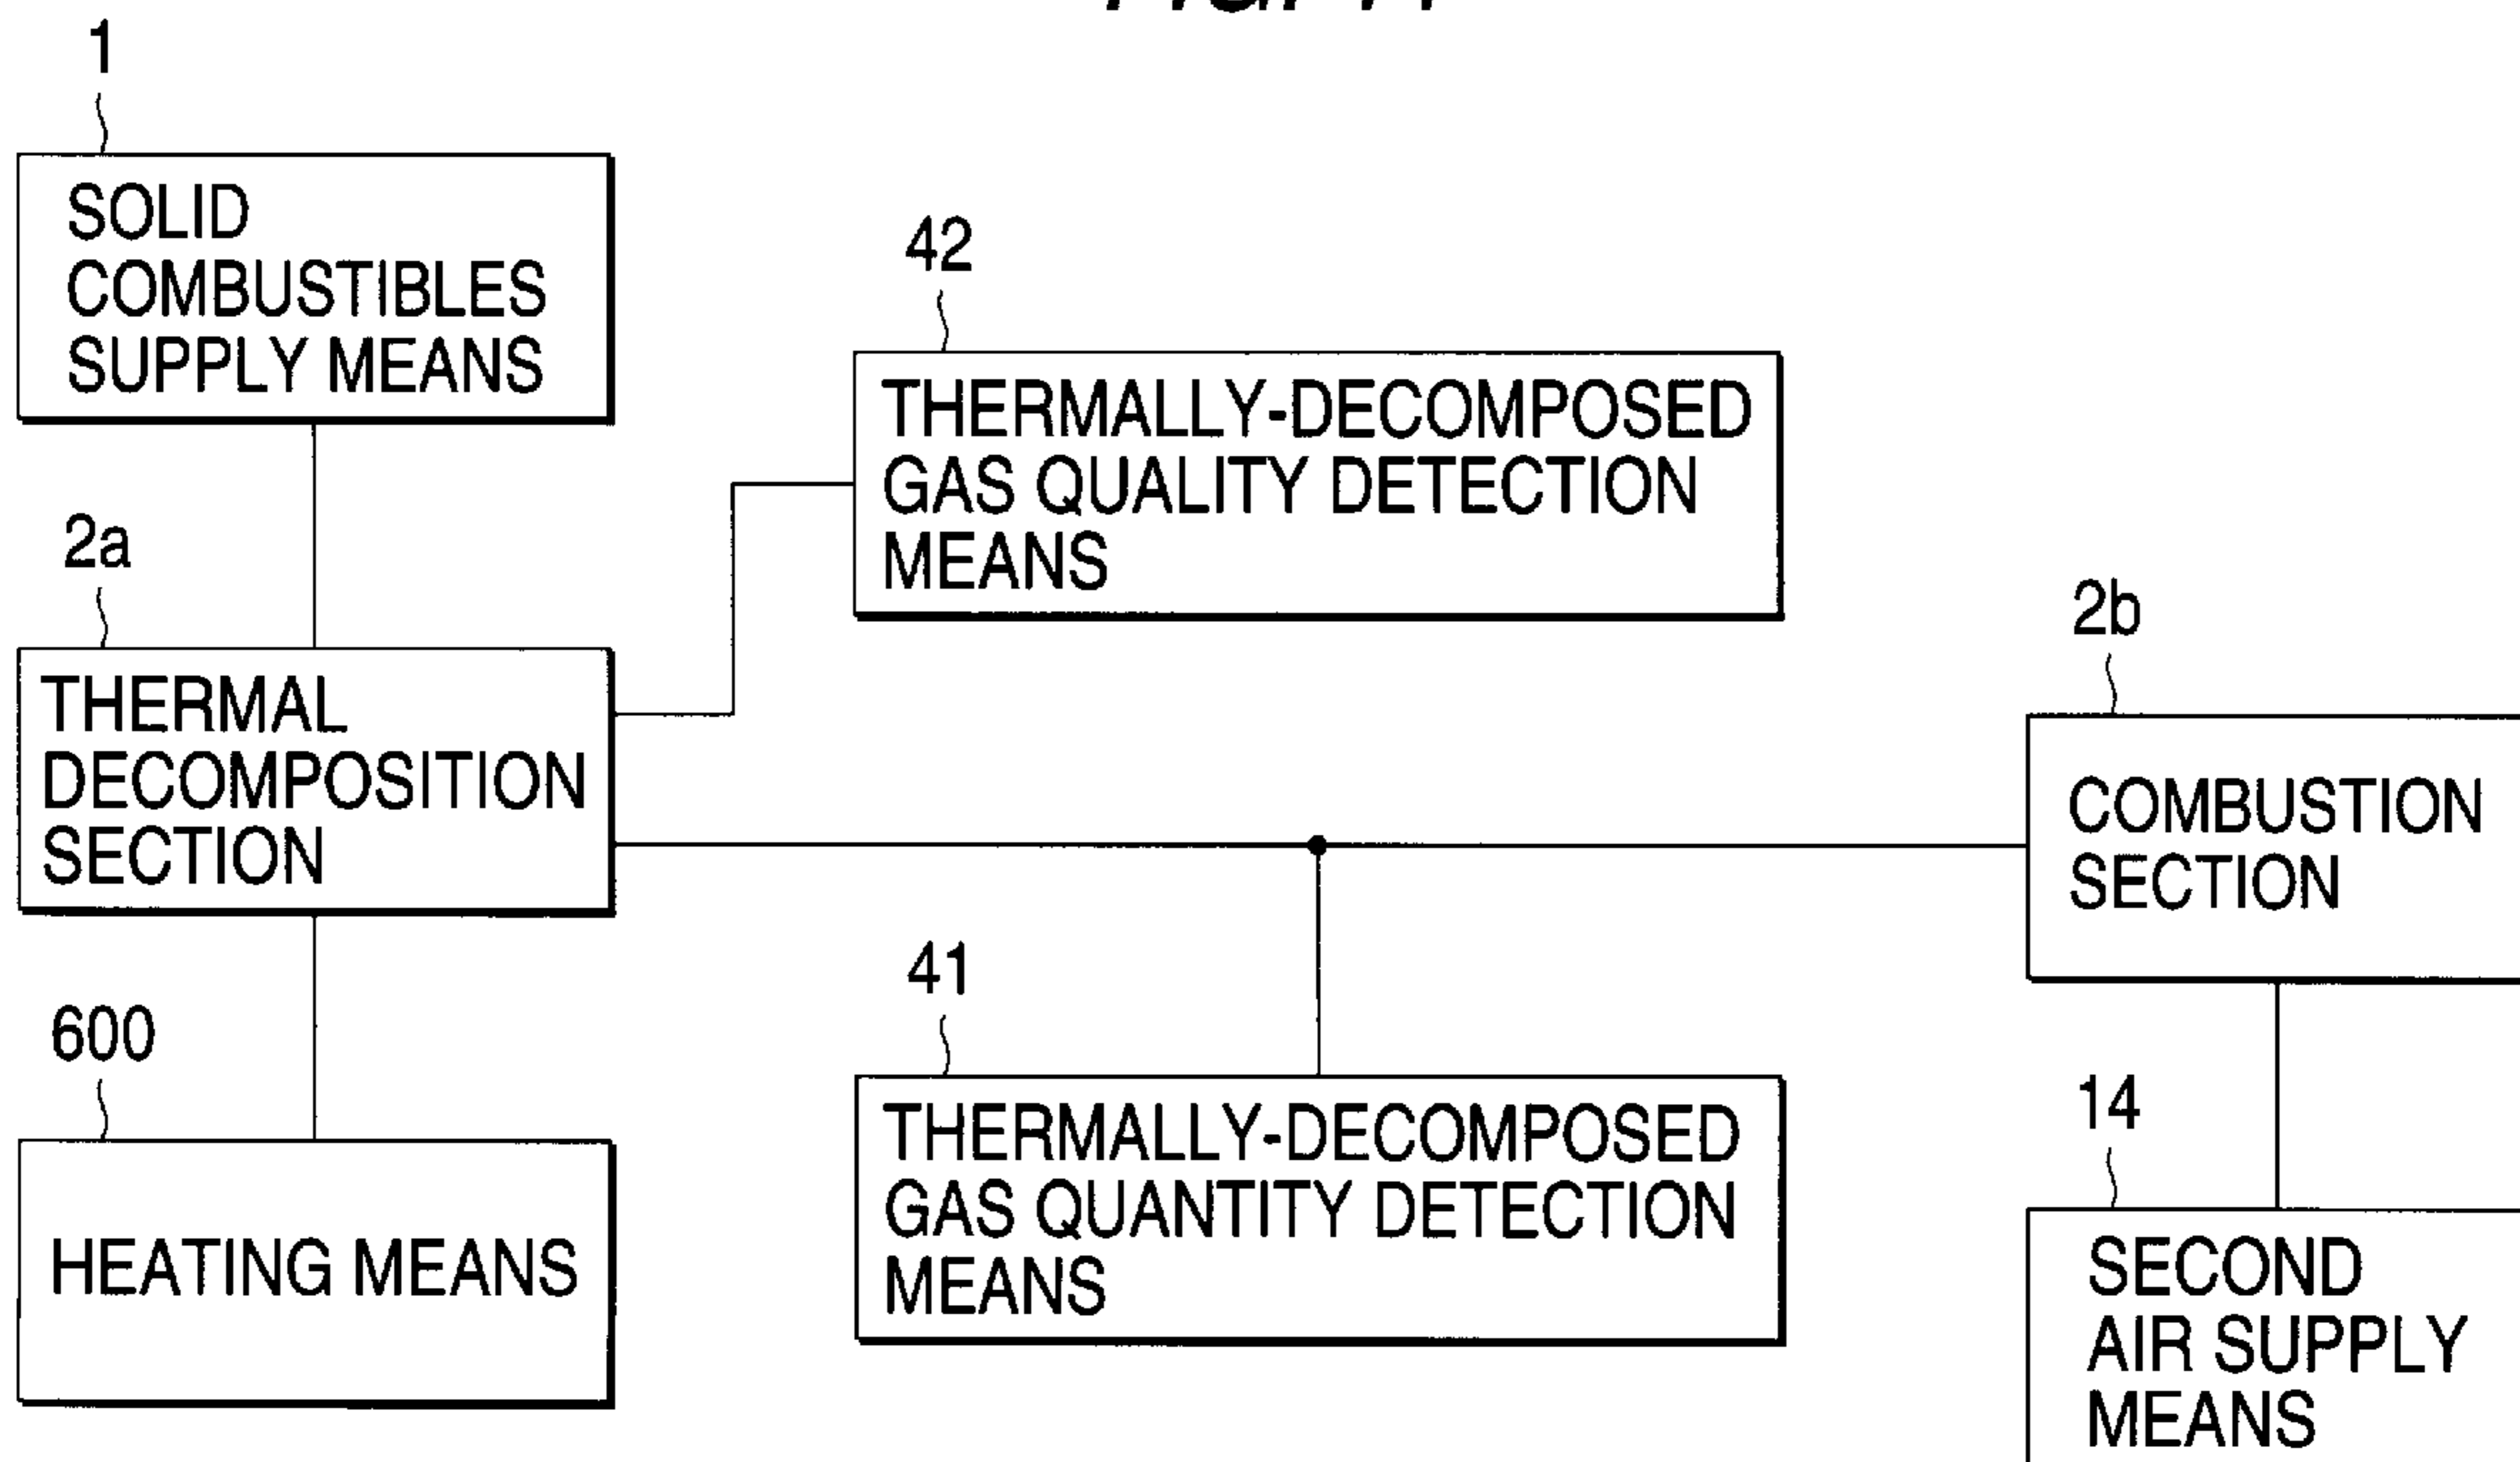 1
SOLID
COMBUSTIBLES
SUPPLY MEANS
42
THERMALLY-DECOMPOSED
GAS QUALITY DETECTION
MEANS
2a
THERMAL
DECOMPOSITION
SECTION
2b
COMBUSTION
SECTION
41
THERMALLY-DECOMPOSED
GAS QUANTITY DETECTION
MEANS
600
HEATING MEANS
14
SECOND
AIR SUPPLY
MEANS